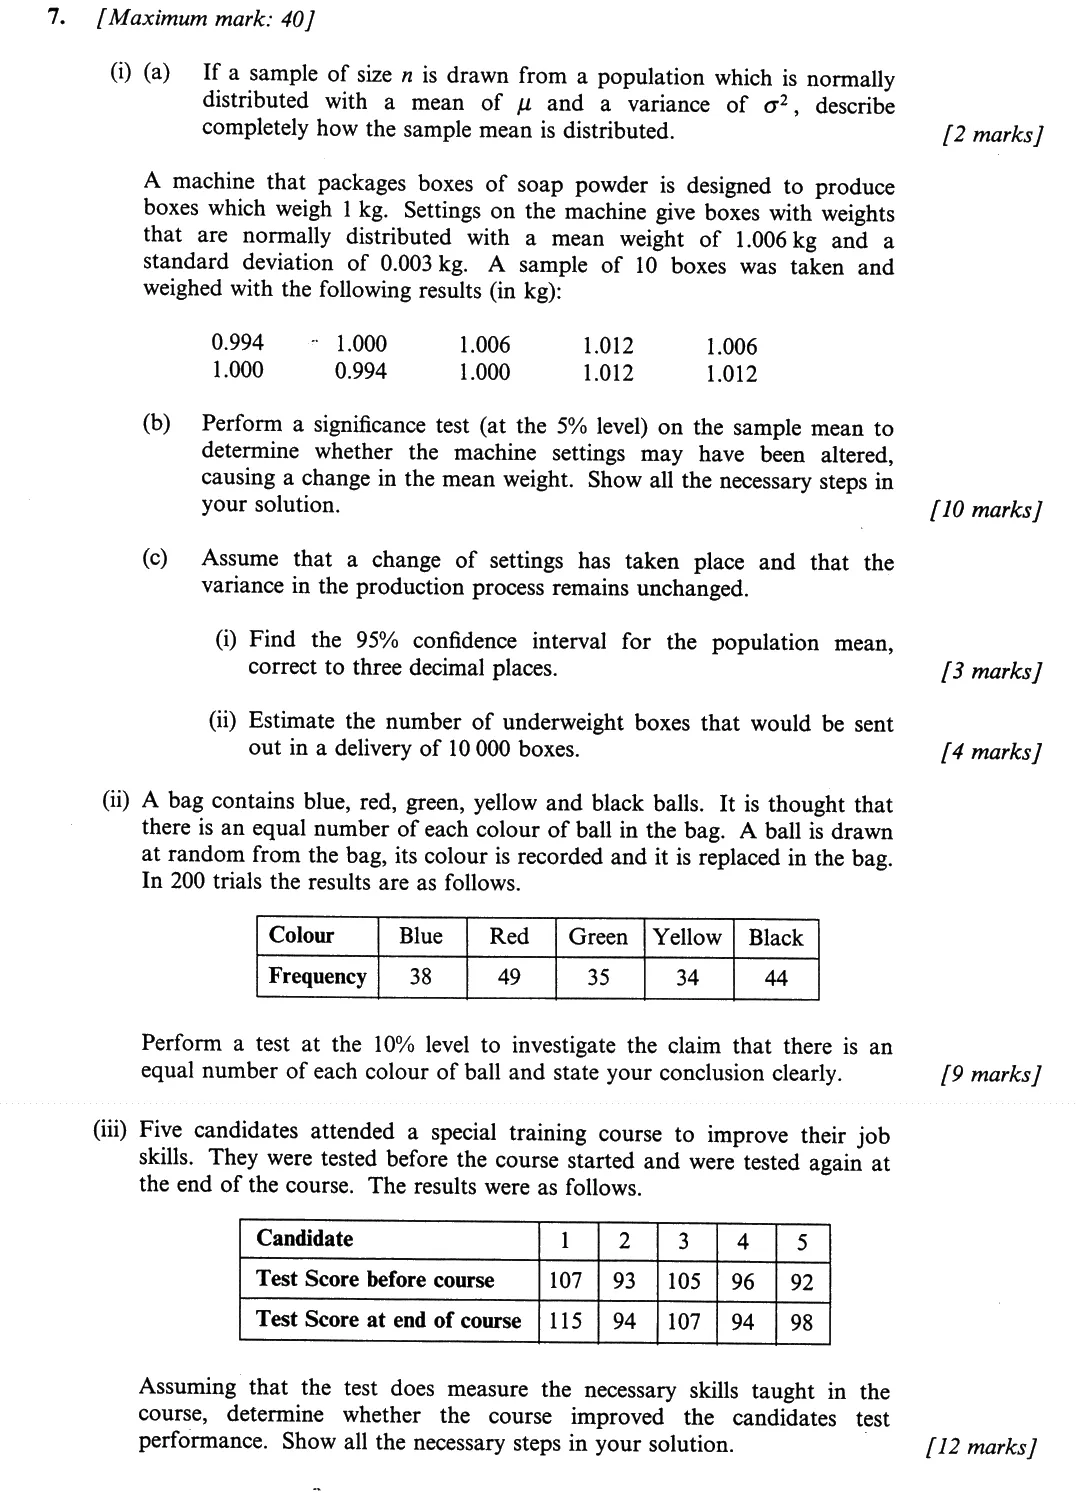 7. [Maximum mark: 40]
(i) (a) If a sample of size n is drawn from a population which is normally
distributed with a mean of μ and a variance of σ², describe
completely how the sample mean is distributed. [2 marks]
A machine that packages boxes of soap powder is designed to produce
boxes which weigh 1 kg. Settings on the machine give boxes with weights
that are normally distributed with a mean weight of 1.006 kg and a
standard deviation of 0.003 kg. A sample of 10 boxes was taken and
weighed with the following results (in kg):
0.994 1.000 1.006 1.012 1.006
1.000 0.994 1.000 1.012 1.012
(b) Perform a significance test (at the 5% level) on the sample mean to
determine whether the machine settings may have been altered,
causing a change in the mean weight. Show all the necessary steps in
your solution. [10 marks]
(c) Assume that a change of settings has taken place and that the
variance in the production process remains unchanged.
(i) Find the 95% confidence interval for the population mean,
correct to three decimal places. [3 marks]
(ii) Estimate the number of underweight boxes that would be sent
out in a delivery of 10 000 boxes. [4 marks]
(ii) A bag contains blue, red, green, yellow and black balls. It is thought that
there is an equal number of each colour of ball in the bag. A ball is drawn
at random from the bag, its colour is recorded and it is replaced in the bag.
In 200 trials the results are as follows.
Colour Blue Red Green Yellow Black
Frequency 38 49 35 34 44
Perform a test at the 10% level to investigate the claim that there is an
equal number of each colour of ball and state your conclusion clearly. [9 marks]
(iii) Five candidates attended a special training course to improve their job
skills. They were tested before the course started and were tested again at
the end of the course. The results were as follows.
Candidate 1 2 3 4 5
Test Score before course 107 93 105 96 92
Test Score at end of course 115 94 107 94 98
Assuming that the test does measure the necessary skills taught in the
course, determine whether the course improved the candidates test
performance. Show all the necessary steps in your solution. [12 marks]